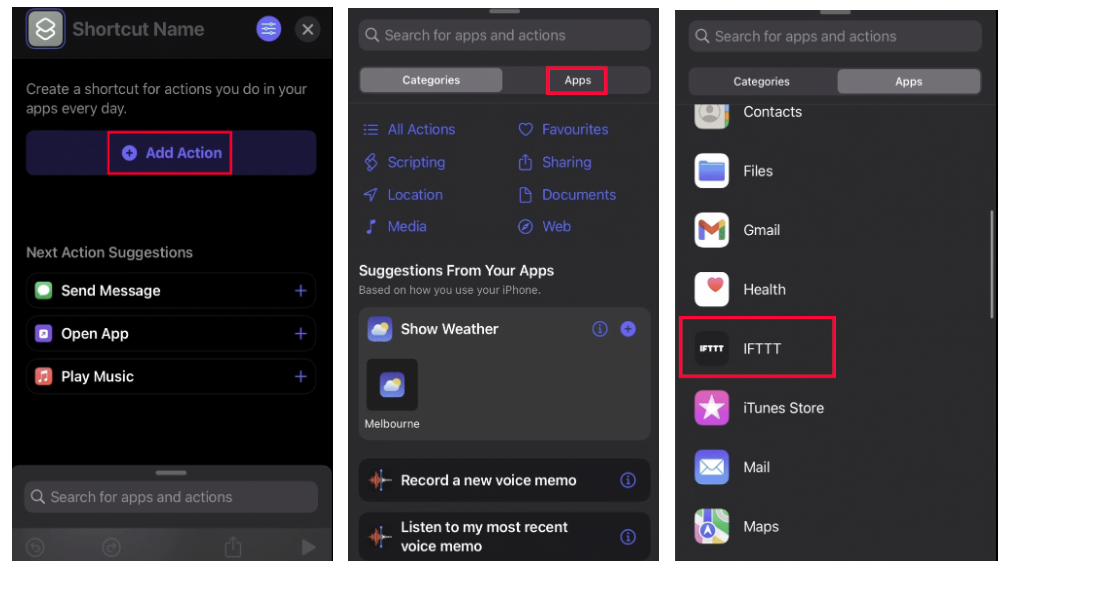 Shortcut Name
Create a shortcut for actions you do in your
apps every day.
Add Action
Next Action Suggestions
Send Message
Open App
Play Music
Search for apps and actions
Search for apps and actions
Categories
Apps
All Actions
Favourites
Scripting
Sharing
Location
Documents
Media
Web
Suggestions From Your Apps
Based on how you use your iPhone.
Show Weather
Melbourne
Record a new voice memo
Listen to my most recent
voice memo
Search for apps and actions
Categories
Apps
Contacts
Files
Gmail
Health
IFTTT
IFTTT
iTunes Store
Mail
Maps